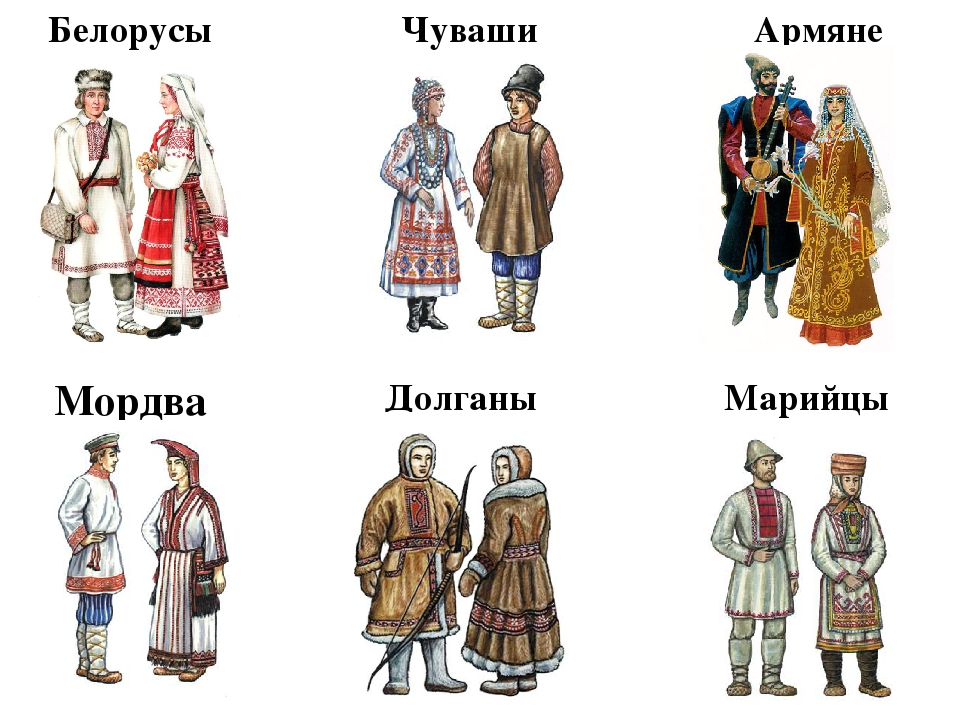 Белорусы
Чуваши
Армяне
Мордва
Долганы
Марийцы